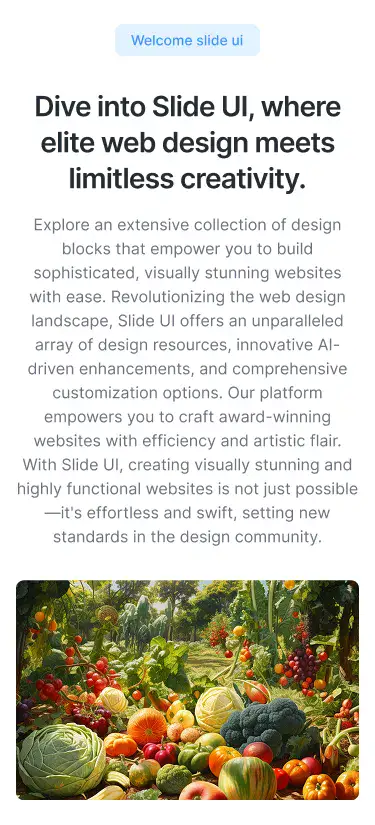 Welcome slide ui
Dive into Slide UI, where
elite web design meets
limitless creativity.
Explore an extensive collection of design
blocks that empower you to build
sophisticated, visually stunning websites
with ease. Revolutionizing the web design
landscape, Slide UI offers an unparalleled
array of design resources, innovative AI-
driven enhancements, and comprehensive
customization options. Our platform
empowers you to craft award-winning
websites with efficiency and artistic flair.
With Slide UI, creating visually stunning and
highly functional websites is not just possible
—it's effortless and swift, setting new
standards in the design community.